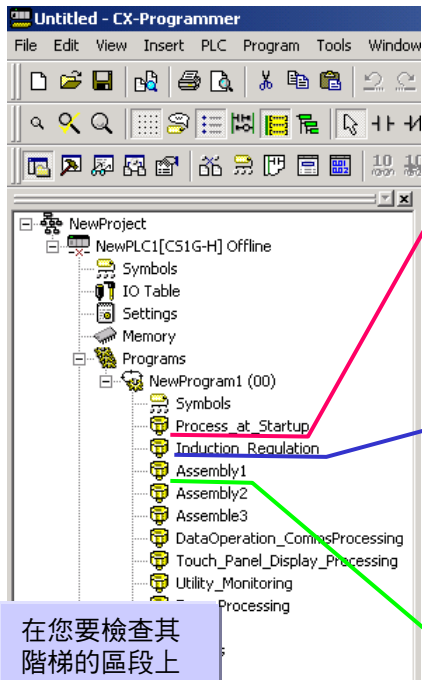 Untitled - CX-Programmer
File Edit View Insert PLC Program Tools Window
NewProject
NewPLC1[CS1G-H] Offline
Symbols
IO Table
Settings
Memory
Programs
NewProgram1 (00)
Symbols
Process_at_Startup
Induction_Regulation
Assembly1
Assembly2
Assemble3
DataOperation_CommsProcessing
Touch_Panel_Display_Processing
Utility_Monitoring
Processing
在您要檢查其
階梯的區段上